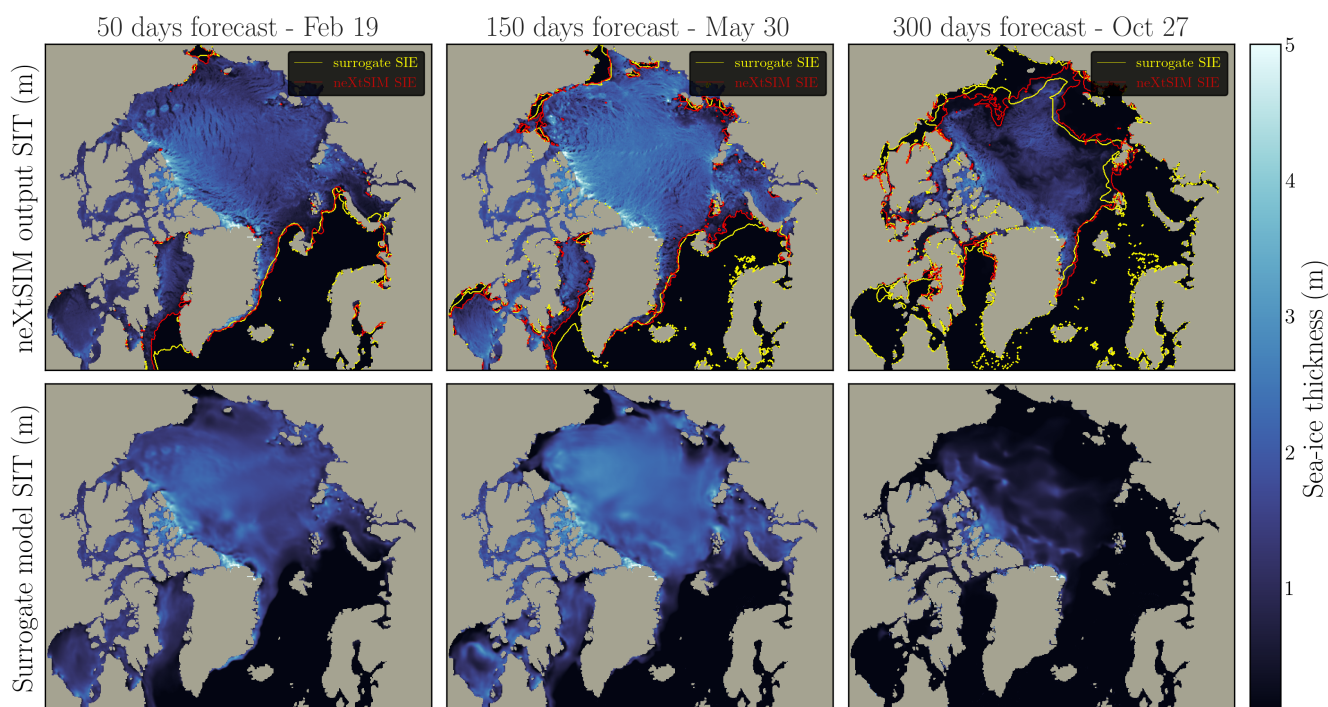 50 days forecast - Feb 19
150 days forecast - May 30
300 days forecast - Oct 27
neXtSIM output SIT (m)
surrogate SIE
neXtSIM SIE
surrogate SIE
neXtSIM SIE
surrogate SIE
neXtSIM SIE
Surrogate model SIT (m)
5
4
3
2
1
Sea-ice thickness (m)